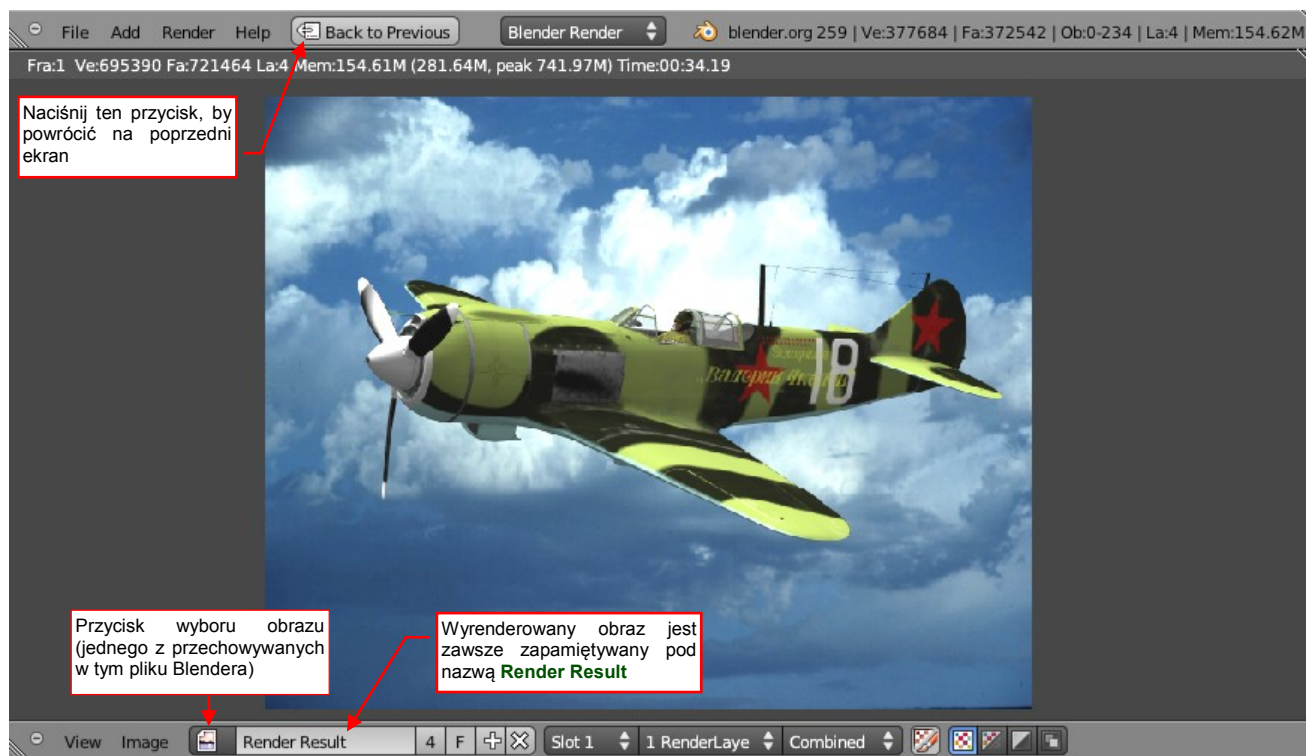 File Add Render Help Back to Previous Blender Render blender.org 259 | Ve:377684 | Fa:372542 | Ob:0-234 | La:4 | Mem:154.62M
Fra:1 Ve:695390 Fa:721464 La:4 Mem:154.61M (281.64M, peak 741.97M) Time:00:34.19
Naciśnij ten przycisk, by
powrócić na poprzedni
ekran
18
Przycisk wyboru obrazu
(jednego z przechowywanych
w tym pliku Blendera)
Wyrenderowany obraz jest
zawsze zapamiętywany pod
nazwą Render Result
View Image Render Result 4 F Slot 1 1 RenderLaye Combined